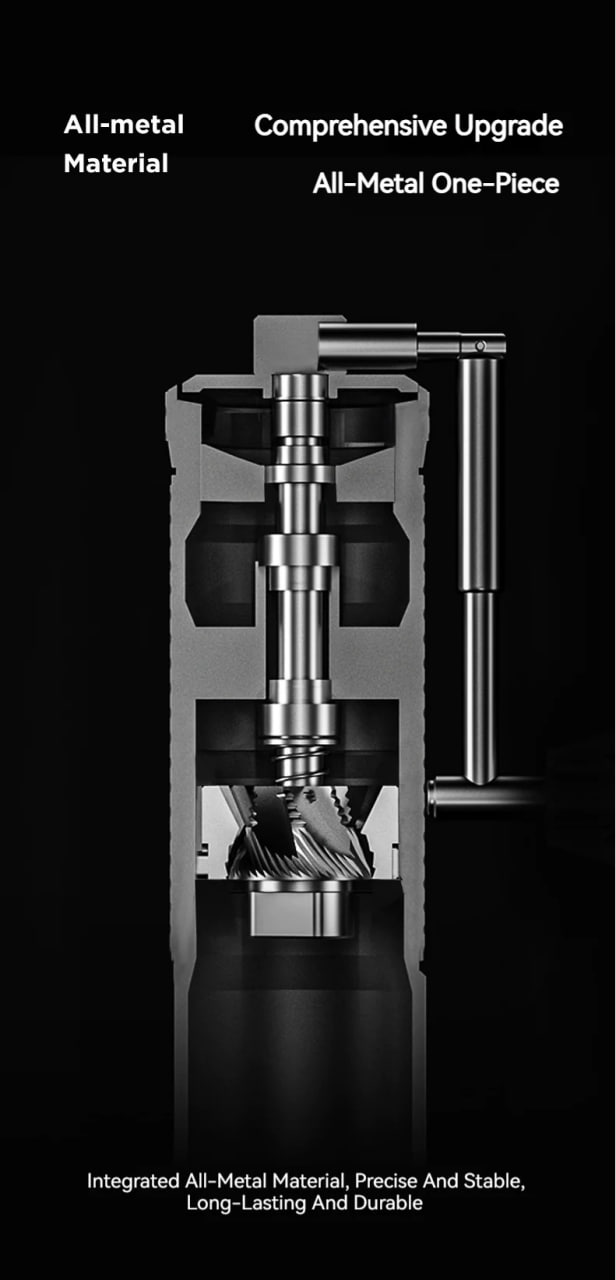 All-metal
Material
Comprehensive Upgrade
All-Metal One-Piece
Integrated All-Metal Material, Precise And Stable,
Long-Lasting And Durable